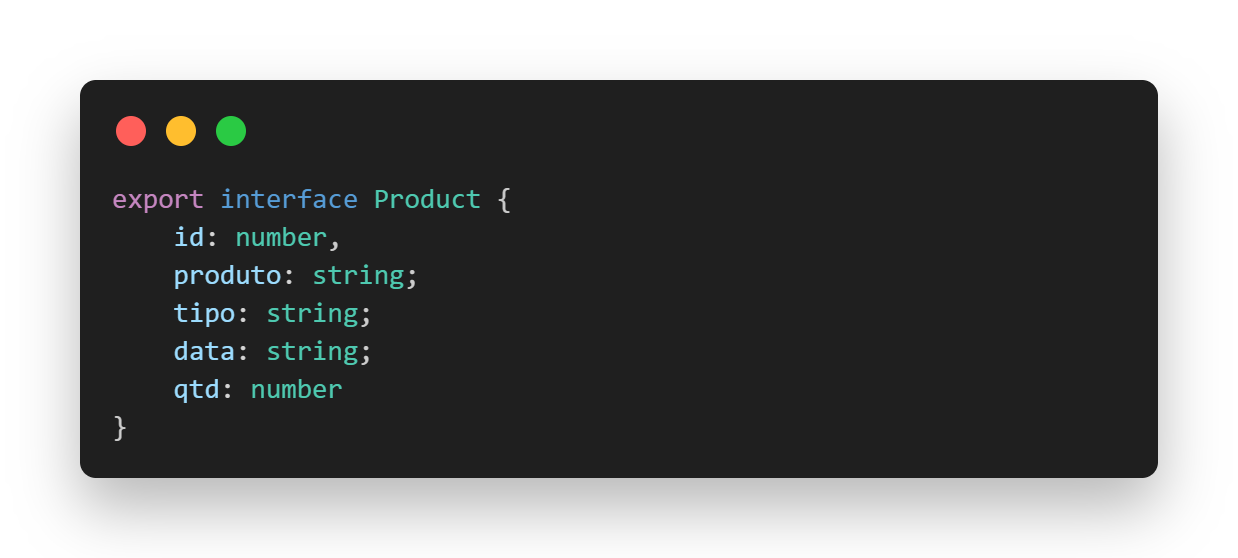 export interface Product {
    id: number,
    produto: string;
    tipo: string;
    data: string;
    qtd: number
}